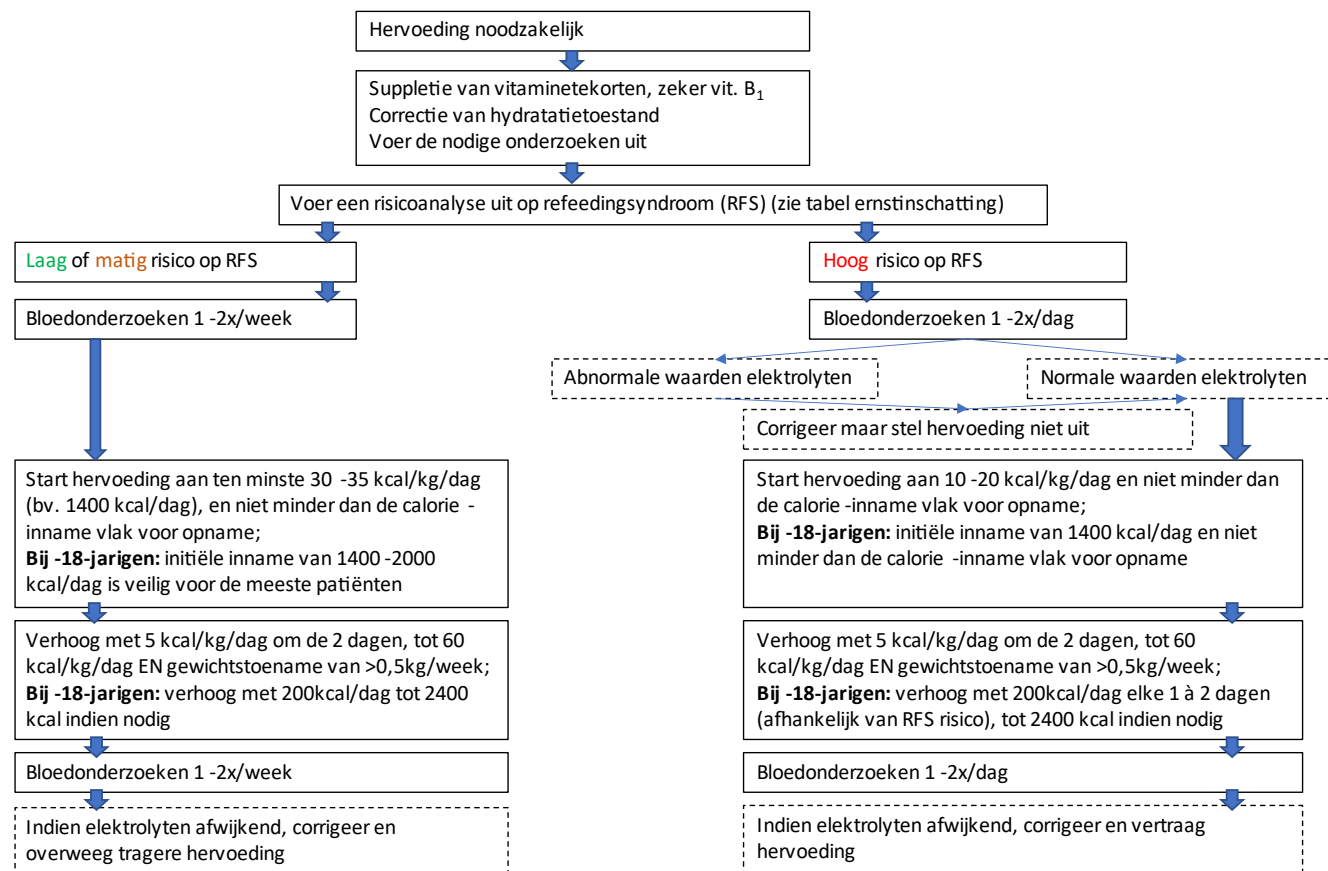 Hervoeding noodzakelijk
Suppletie van vitaminetekorten, zeker vit. B₁
Correctie van hydratatietoestand
Voer de nodige onderzoeken uit
Voer een risicoanalyse uit op refeedingsyndroom (RFS) (zie tabel ernstinschatting)
Laag of matig risico op RFS
Bloedonderzoeken 1 -2x/week
Start hervoeding aan ten minste 30 -35 kcal/kg/dag
(bv. 1400 kcal/dag), en niet minder dan de calorie -
inname vlak voor opname;
Bij -18-jarigen: initiële inname van 1400 -2000
kcal/dag is veilig voor de meeste patiënten
Verhoog met 5 kcal/kg/dag om de 2 dagen, tot 60
kcal/kg/dag EN gewichtstoename van >0,5kg/week;
Bij -18-jarigen: verhoog met 200kcal/dag tot 2400
kcal indien nodig
Bloedonderzoeken 1 -2x/week
Indien elektrolyten afwijkend, corrigeer en
overweeg tragere hervoeding
Hoog risico op RFS
Bloedonderzoeken 1 -2x/dag
Abnormale waarden elektrolyten
Normale waarden elektrolyten
Corrigeer maar stel hervoeding niet uit
Start hervoeding aan 10 -20 kcal/kg/dag en niet minder dan
de calorie -inname vlak voor opname;
Bij -18-jarigen: initiële inname van 1400 kcal/dag en niet
minder dan de calorie -inname vlak voor opname
Verhoog met 5 kcal/kg/dag om de 2 dagen, tot 60
kcal/kg/dag EN gewichtstoename van >0,5kg/week;
Bij -18-jarigen: verhoog met 200kcal/dag elke 1 à 2 dagen
(afhankelijk van RFS risico), tot 2400 kcal indien nodig
Bloedonderzoeken 1 -2x/dag
Indien elektrolyten afwijkend, corrigeer en vertraag
hervoeding